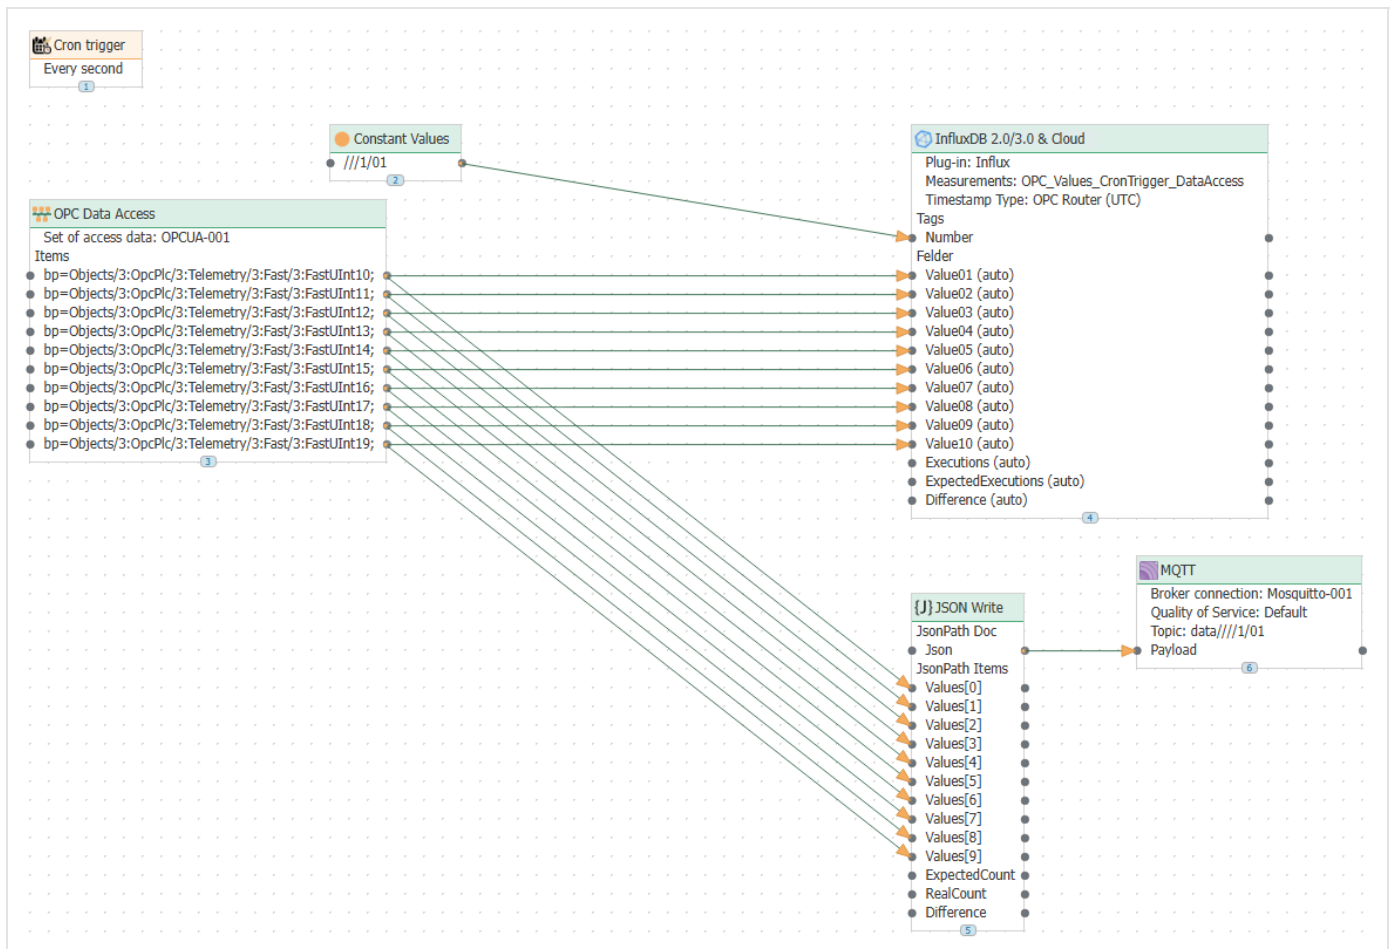 Cron trigger
Every second
1
Constant Values
///1/01
2
OPC Data Access
Set of access data: OPCUA-001
Items
bp=Objects/3:OpcPlc/3:Telemetry/3:Fast/3:FastUInt10;
bp=Objects/3:OpcPlc/3:Telemetry/3:Fast/3:FastUInt11;
bp=Objects/3:OpcPlc/3:Telemetry/3:Fast/3:FastUInt12;
bp=Objects/3:OpcPlc/3:Telemetry/3:Fast/3:FastUInt13;
bp=Objects/3:OpcPlc/3:Telemetry/3:Fast/3:FastUInt14;
bp=Objects/3:OpcPlc/3:Telemetry/3:Fast/3:FastUInt15;
bp=Objects/3:OpcPlc/3:Telemetry/3:Fast/3:FastUInt16;
bp=Objects/3:OpcPlc/3:Telemetry/3:Fast/3:FastUInt17;
bp=Objects/3:OpcPlc/3:Telemetry/3:Fast/3:FastUInt18;
bp=Objects/3:OpcPlc/3:Telemetry/3:Fast/3:FastUInt19;
3
InfluxDB 2.0/3.0 & Cloud
Plug-in: Influx
Measurements: OPC_Values_CronTrigger_DataAccess
Timestamp Type: OPC Router (UTC)
Tags
Number
Felder
Value01 (auto)
Value02 (auto)
Value03 (auto)
Value04 (auto)
Value05 (auto)
Value06 (auto)
Value07 (auto)
Value08 (auto)
Value09 (auto)
Value10 (auto)
Executions (auto)
ExpectedExecutions (auto)
Difference (auto)
4
{J} JSON Write
JsonPath Doc
Json
JsonPath Items
Values[0]
Values[1]
Values[2]
Values[3]
Values[4]
Values[5]
Values[6]
Values[7]
Values[8]
Values[9]
ExpectedCount
RealCount
Difference
5
MQTT
Broker connection: Mosquitto-001
Quality of Service: Default
Topic: data////1/01
Payload
6